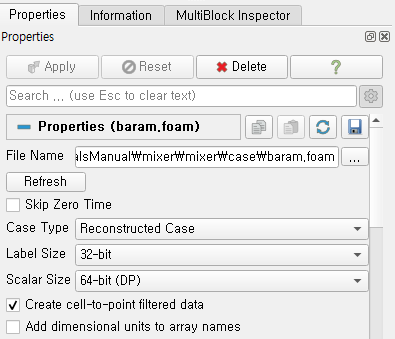 Properties Information MultiBlock Inspector
Properties
Apply Reset Delete ?
Search ... (use Esc to clear text)
Properties (baram.foam)
File Name alsManual₩mixer₩mixer₩case₩baram.foam ...
Refresh
Skip Zero Time
Case Type Reconstructed Case
Label Size 32-bit
Scalar Size 64-bit (DP)
Create cell-to-point filtered data
Add dimensional units to array names